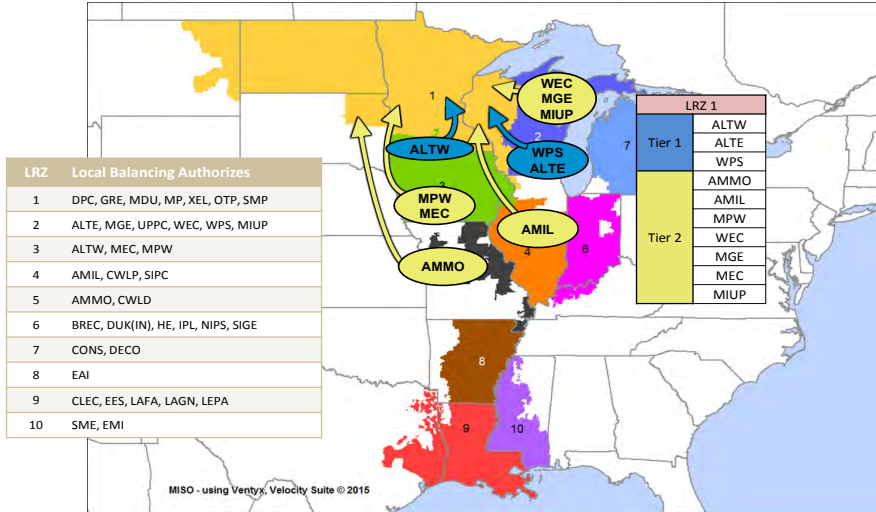 WEC
MGE
MIUP
1
LRZ 1
Tier 1
ALTW
ALTE
WPS
Tier 2
AMMO
AMIL
MPW
WEC
MGE
MEC
MIUP
2
7
ALTW
WPS
ALTE
3
MPW
MEC
AMIL
4
6
AMMO
LRZ Local Balancing Authorizes
1 DPC, GRE, MDU, MP, XEL, OTP, SMP
2 ALTE, MGE, UPPC, WEC, WPS, MIUP
3 ALTW, MEC, MPW
4 AMIL, CWLP, SIPC
5 AMMO, CWLD
6 BREC, DUK(IN), HE, IPL, NIPS, SIGE
7 CONS, DECO
8 EAI
9 CLEC, EES, LAFA, LAGN, LEPA
10 SME, EMI
8
9
10
MISO - using Ventyx, Velocity Suite © 2015